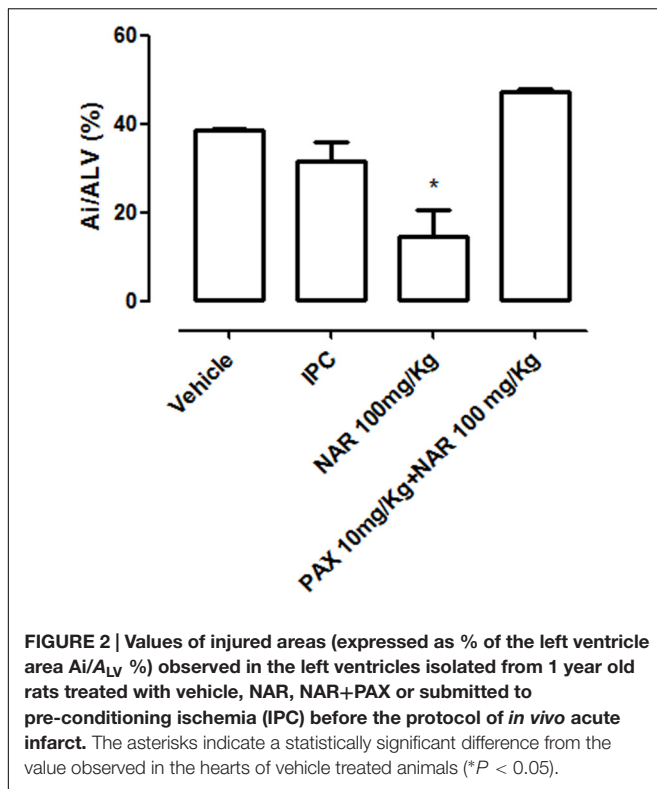 60
40
20
0
Ai/ALV (%)
*
Vehicle
IPC
NAR 100mg/Kg
PAX 10mg/Kg+NAR 100 mg/Kg
FIGURE 2 | Values of injured areas (expressed as % of the left ventricle
area Ai/ALV %) observed in the left ventricles isolated from 1 year old
rats treated with vehicle, NAR, NAR+PAX or submitted to
pre-conditioning ischemia (IPC) before the protocol of in vivo acute
infarct. The asterisks indicate a statistically significant difference from the
value observed in the hearts of vehicle treated animals (*P < 0.05).